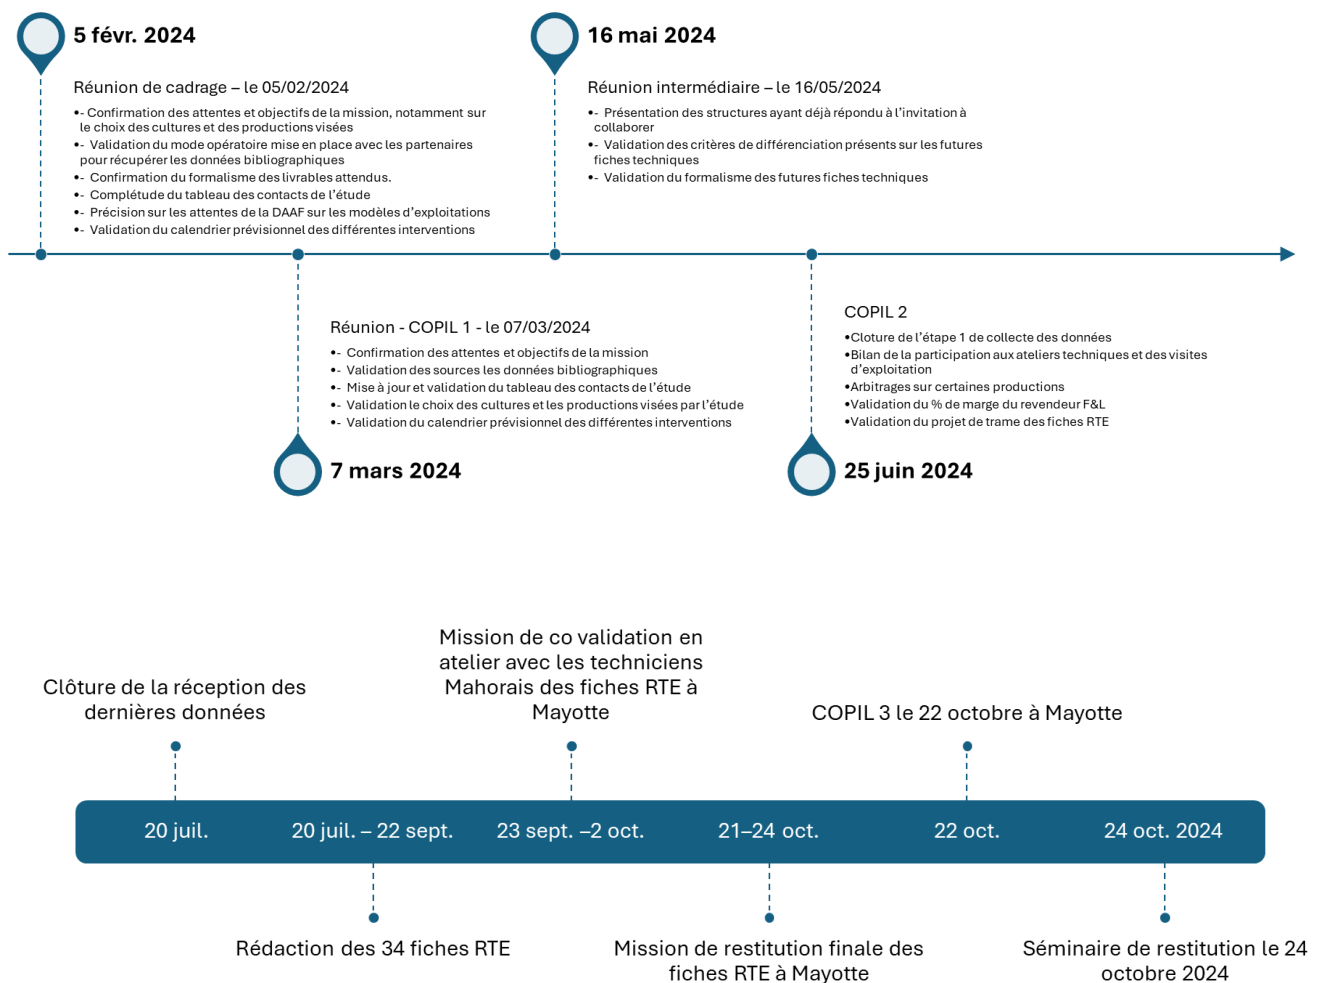 5 févr. 2024
Réunion de cadrage – le 05/02/2024
•- Confirmation des attentes et objectifs de la mission, notamment sur
le choix des cultures et des productions visées
•- Validation du mode opératoire mise en place avec les partenaires
pour récupérer les données bibliographiques
•- Confirmation du formalisme des livrables attendus.
•- Complétude du tableau des contacts de l'étude
•- Précision sur les attentes de la DAAF sur les modèles d'exploitations
•- Validation du calendrier prévisionnel des différentes interventions
16 mai 2024
Réunion intermédiaire – le 16/05/2024
•- Présentation des structures ayant déjà répondu à l'invitation à
collaborer
•- Validation des critères de différenciation présents sur les futures
fiches techniques
•- Validation du formalisme des futures fiches techniques
Réunion - COPIL 1 - le 07/03/2024
•- Confirmation des attentes et objectifs de la mission
•- Validation des sources les données bibliographiques
•- Mise à jour et validation du tableau des contacts de l'étude
•- Validation le choix des cultures et les productions visées par l'étude
•- Validation du calendrier prévisionnel des différentes interventions
7 mars 2024
COPIL 2
•Cloture de l'étape 1 de collecte des données
•Bilan de la participation aux ateliers techniques et des visites
d'exploitation
•Arbitrages sur certaines productions
•Validation du % de marge du revendeur F&L
•Validation du projet de trame des fiches RTE
25 juin 2024
Clôture de la réception des
dernières données
Mission de co validation en
atelier avec les techniciens
Mahorais des fiches RTE à
Mayotte
COPIL 3 le 22 octobre à Mayotte
20 juil.
20 juil. – 22 sept.
23 sept. –2 oct.
21–24 oct.
22 oct.
24 oct. 2024
Rédaction des 34 fiches RTE
Mission de restitution finale des
fiches RTE à Mayotte
Séminaire de restitution le 24
octobre 2024